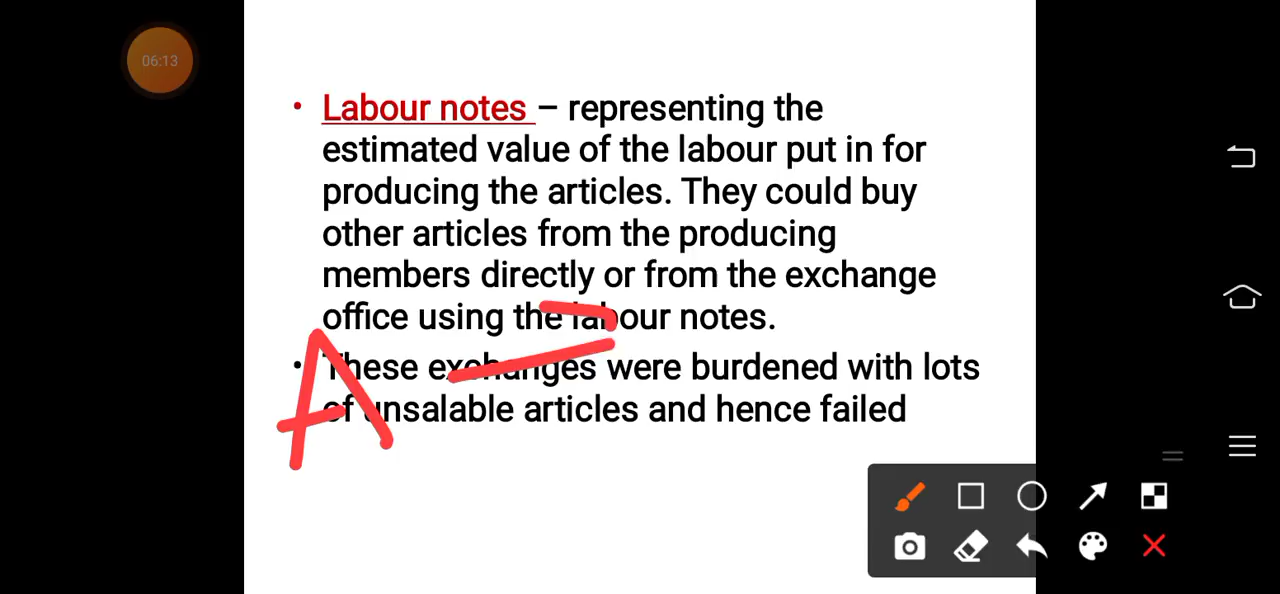 06:13
• Labour notes – representing the
estimated value of the labour put in for
producing the articles. They could buy
other articles from the producing
members directly or from the exchange
office using the labour notes.
• These exchanges were burdened with lots
of unsalable articles and hence failed
A